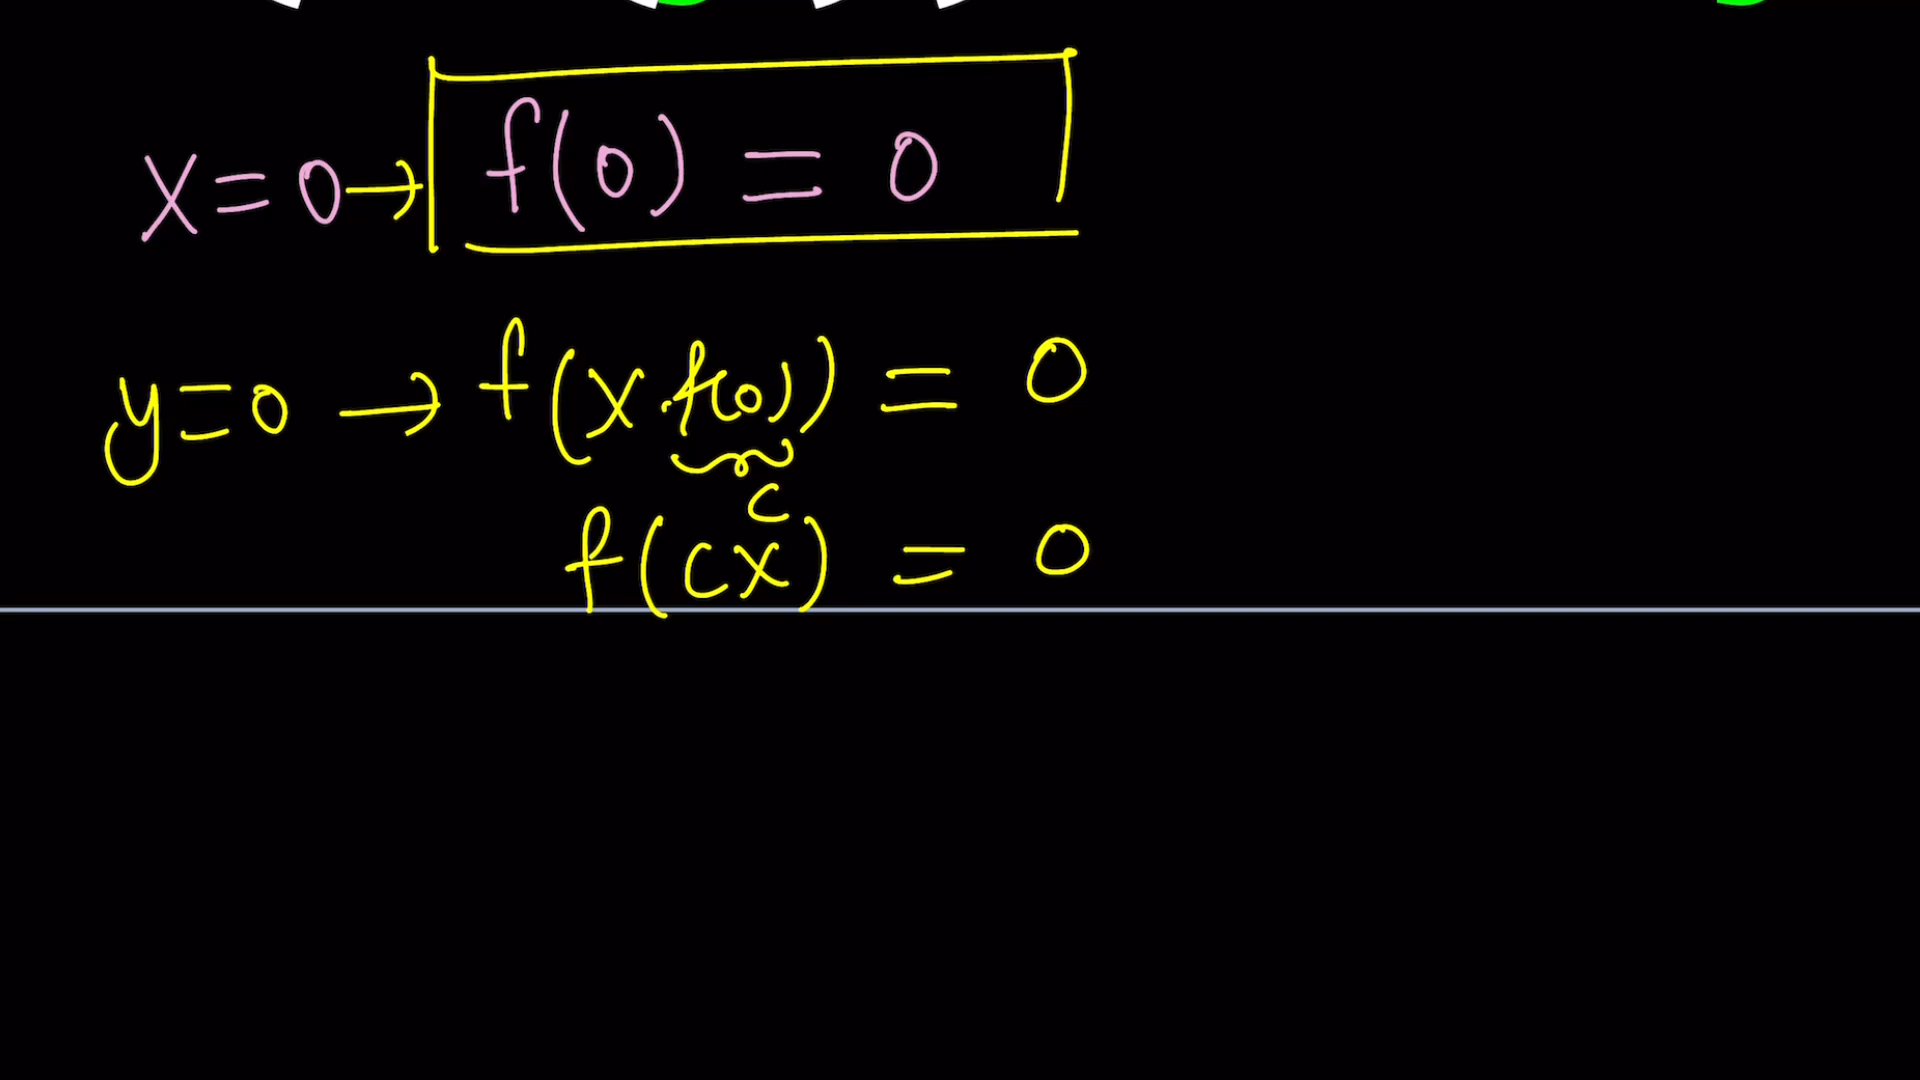 x=0→ f(0) = 0
y=0 → f(x.f(0)) = 0
c
f(cx) = 0